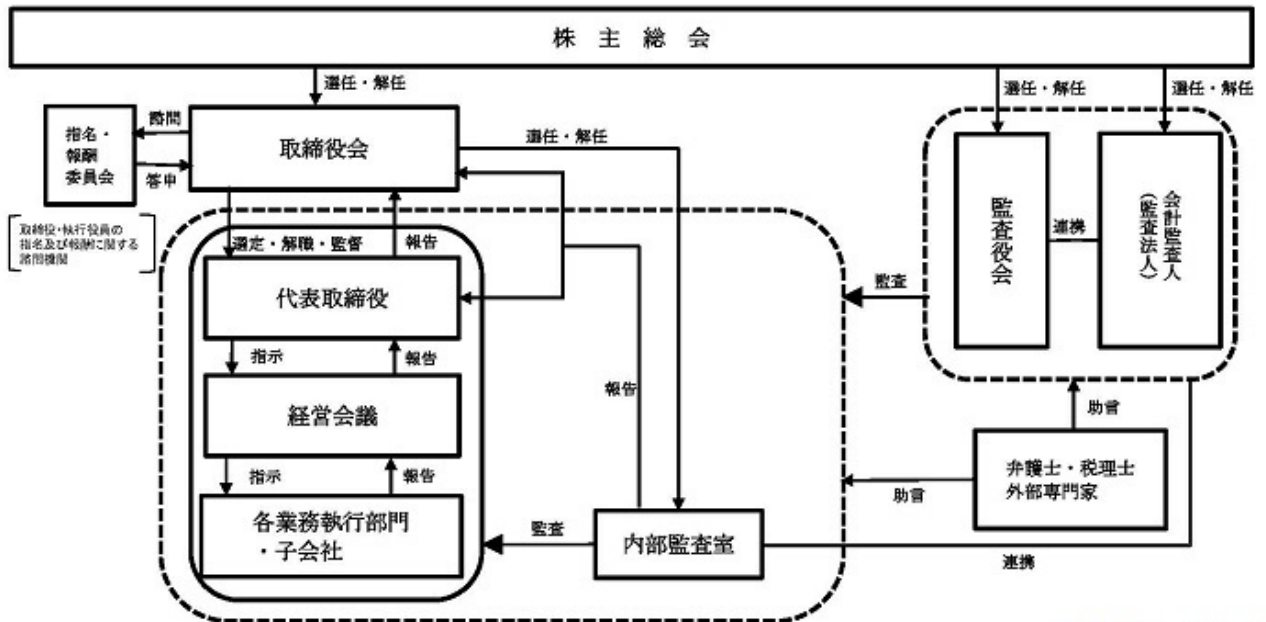 株主総会
選任・解任
選任・解任
選任・解任
諮問
指名・
報酬
委員会
答申
取締役会
選任・解任
取締役・執行役員の
指名及び報酬に関する
諮問機関
選定・解職・監督
報告
代表取締役
指示
報告
経営会議
指示
報告
各業務執行部門
・子会社
監査
内部監査室
報告
監査
監査役会
連携
会計監査人
(監査法人)
助言
弁護士・税理士
外部専門家
助言
連携